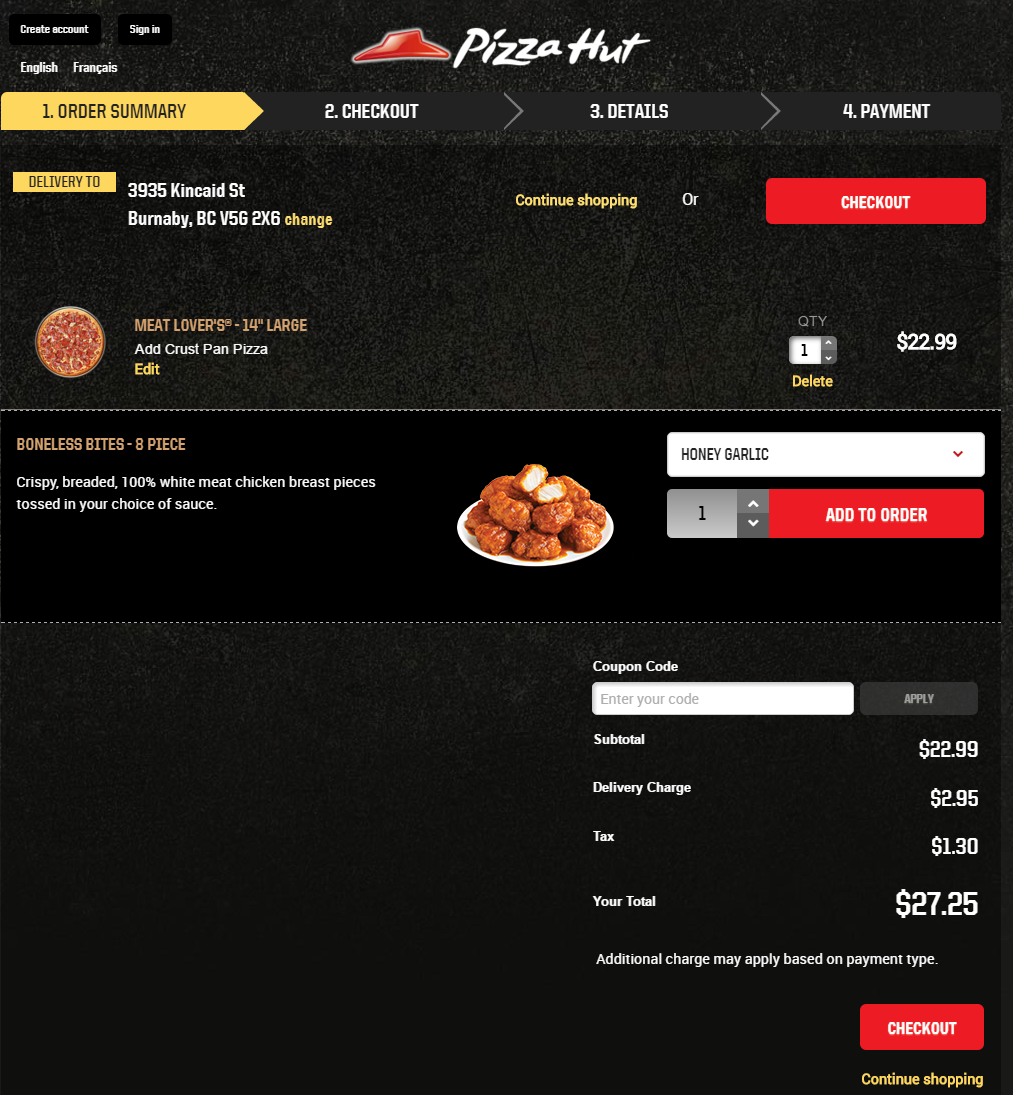 Create account
Sign in
English
Français
Pizza Hut
1. ORDER SUMMARY
2. CHECKOUT
3. DETAILS
4. PAYMENT
DELIVERY TO
3935 Kincaid St
Burnaby, BC V5G 2X6 change
Continue shopping
Or
CHECKOUT
MEAT LOVER'S® - 14" LARGE
Add Crust Pan Pizza
Edit
QTY
1
Delete
$22.99
BONELESS BITES - 8 PIECE
Crispy, breaded, 100% white meat chicken breast pieces
tossed in your choice of sauce.
HONEY GARLIC
1
ADD TO ORDER
Coupon Code
Enter your code
APPLY
Subtotal
$22.99
Delivery Charge
$2.95
Tax
$1.30
Your Total
$27.25
Additional charge may apply based on payment type.
CHECKOUT
Continue shopping